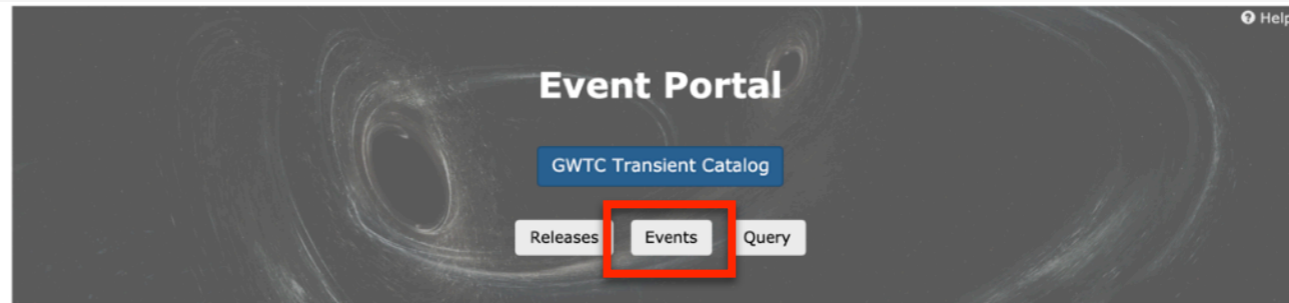 Help
Event Portal
GWTC Transient Catalog
Releases Events Query